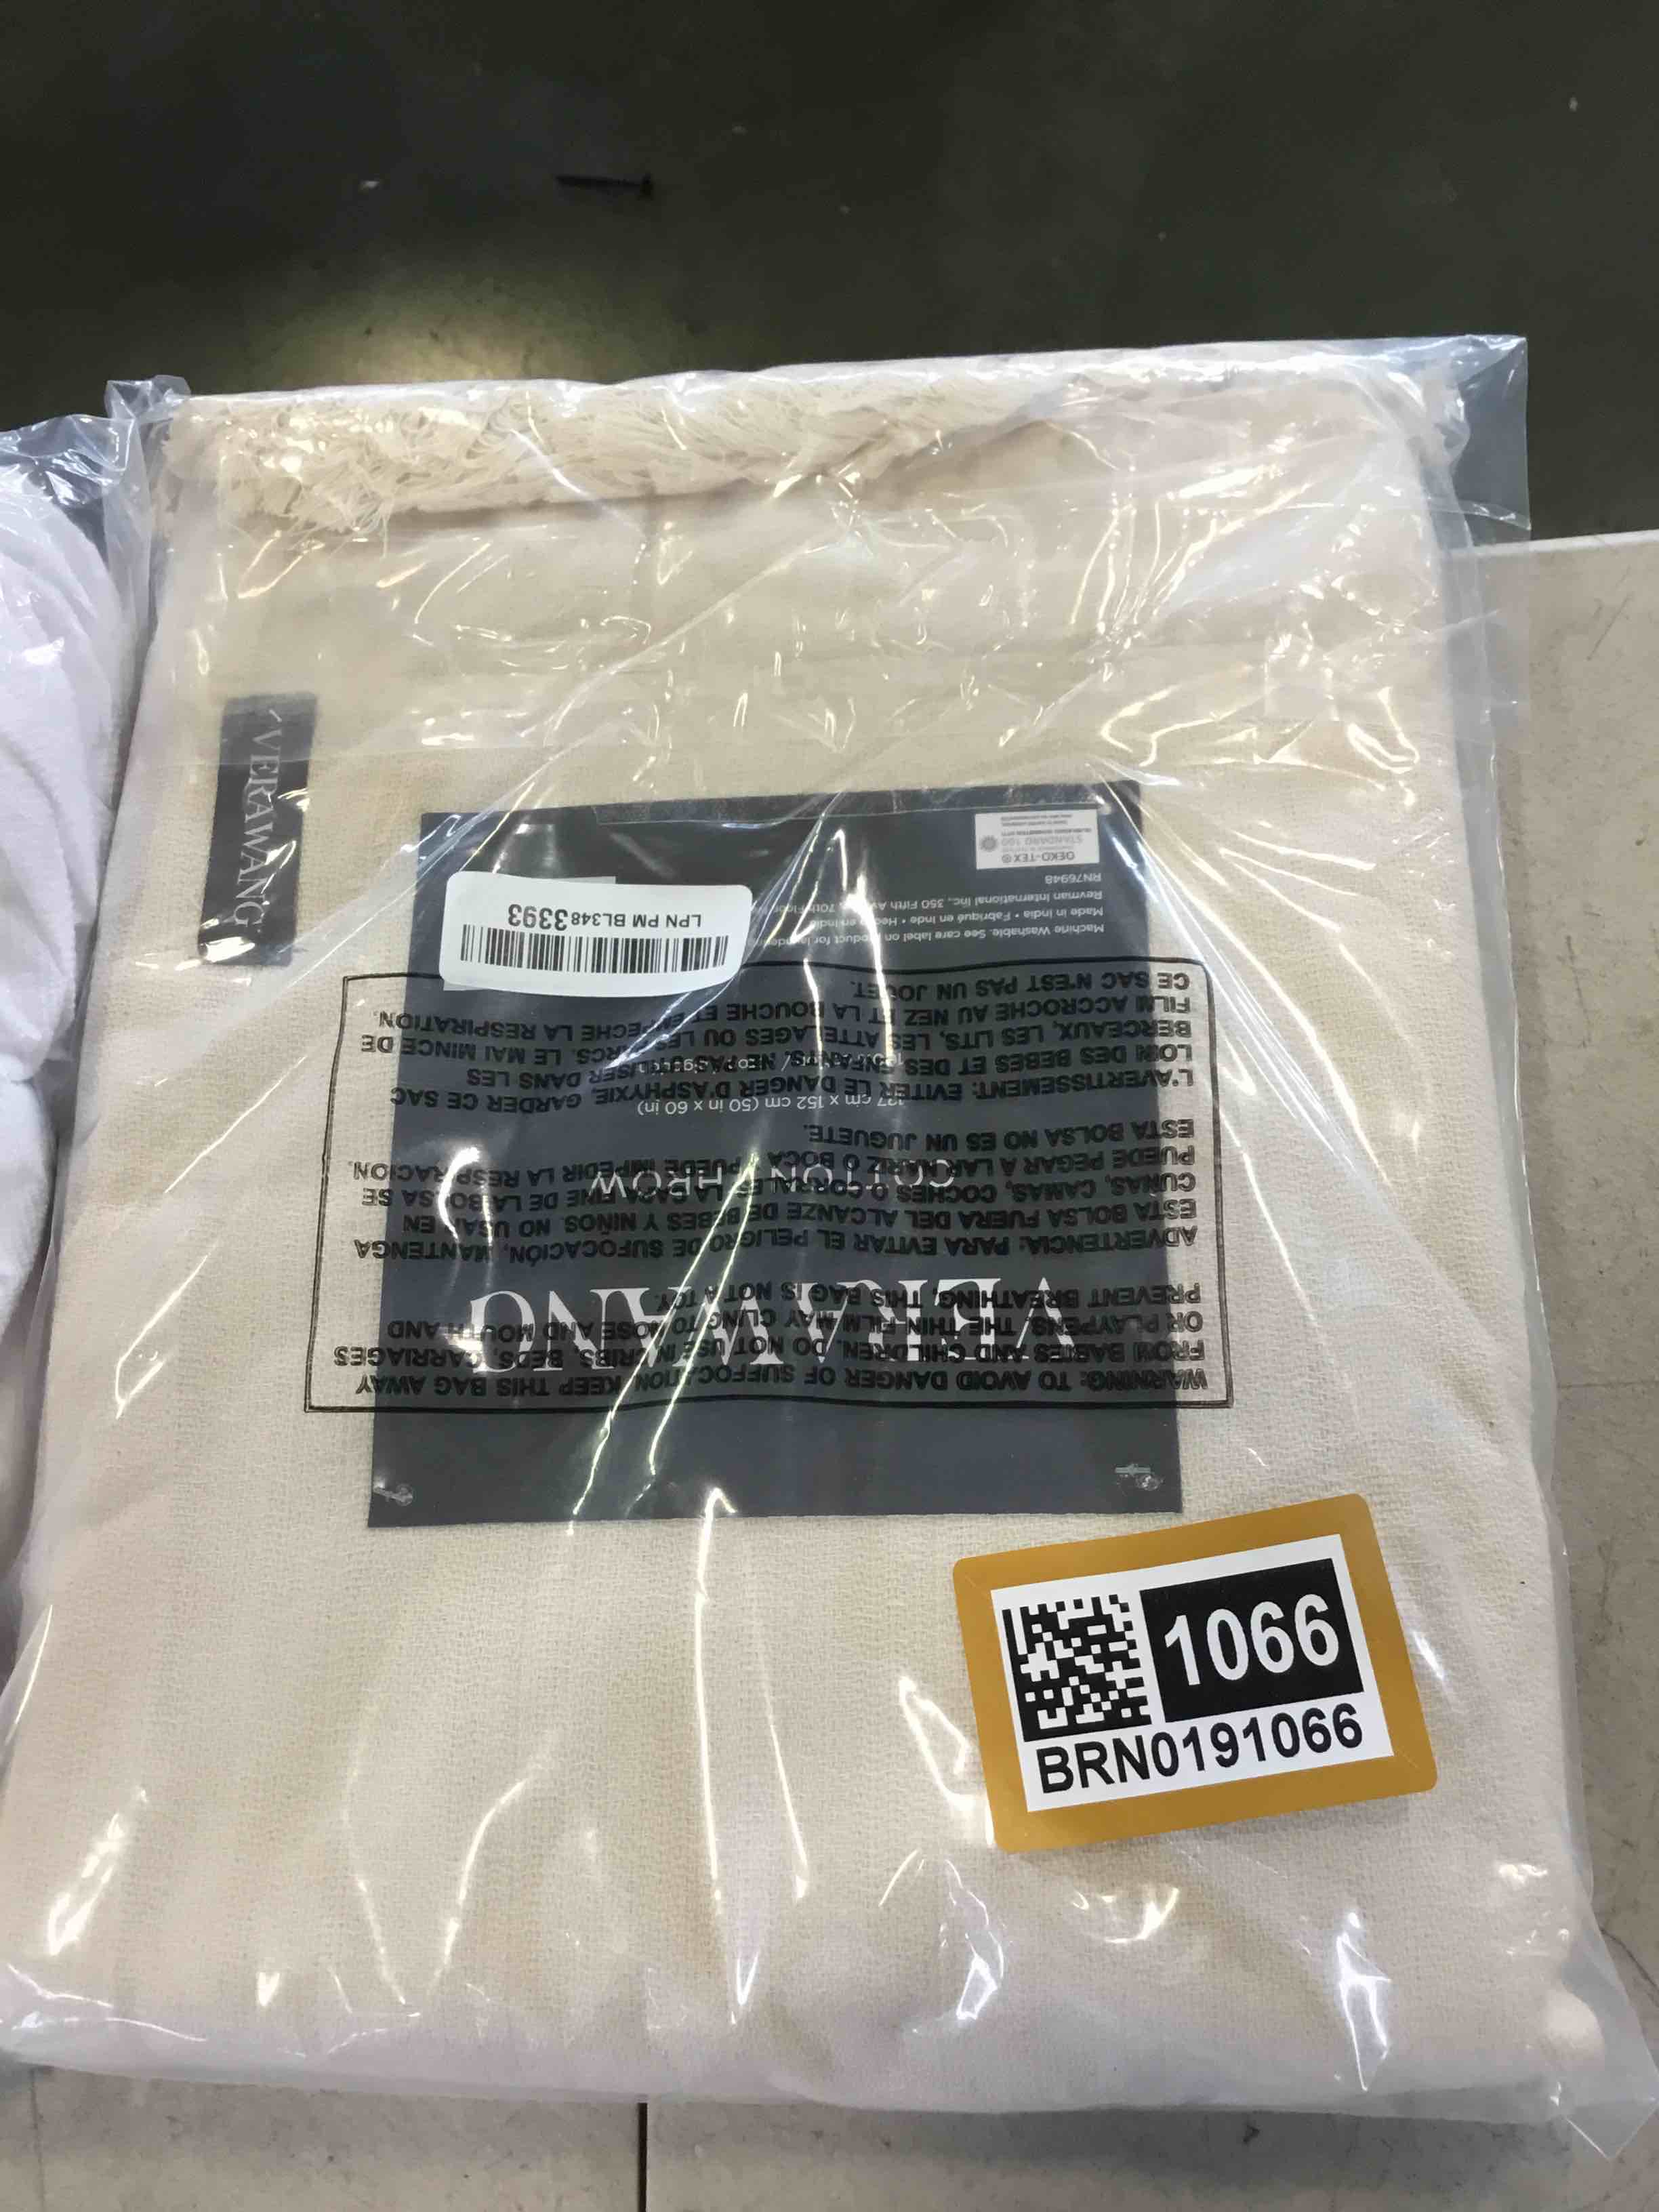 VERAWANG
WARNING: TO AVOID DANGER OF SUFFOCATION, KEEP THIS BAG AWAY
FROM BABIES AND CHILDREN. DO NOT USE IN CRIBS, BEDS, CARRIAGES
OR PLAYPENS. THE THIN FILM MAY CLING TO NOSE AND MOUTH AND
PREVENT BREATHING, THIS BAG IS NOT A TOY.
ADVERTENCIA: PARA EVITAR EL PELIGRO DE SUFOCACIÓN, MANTENGA
ESTA BOLSA FUERA DEL ALCANZE DE BEBES Y NIÑOS. NO USAR EN
CUNAS, CAMAS, COCHES O CORRALES. LA CAPA FINE DE LA BOLSA SE
PUEDE PEGAR A LAR NARIZ O BOCA Y PUEDE IMPEDIR LA RESPIRACION.
ESTA BOLSA NO ES UN JUGUETE.
L'AVERTISSEMENT: EVITER LE DANGER D'ASPHYXIE, GARDER CE SAC
LOIN DES BEBES ET DES ENFANTS. NE PAS UTILISER DANS LES
BERCEAUX, LES LITS, LES ATTELAGES OU LES PARCS. LE MAI MINCE DE
FILM ACCROCHE AU NEZ ET LA BOUCHE ET EMPECHE LA RESPIRATION.
CE SAC N'EST PAS UN JOUET.
VERAWANG
COTTON THROW
127 cm x 152 cm (50 in x 60 in)
Machine Washable. See care label on product for
Made in India • Fabriqué en Inde • Hecho en India
Revman International Inc., 350 Fifth Ave, 70th Floor,
RN76948
OEKO-TEX®
STANDARD 100
LPN PM BL348 3393
1066
BRN0191066